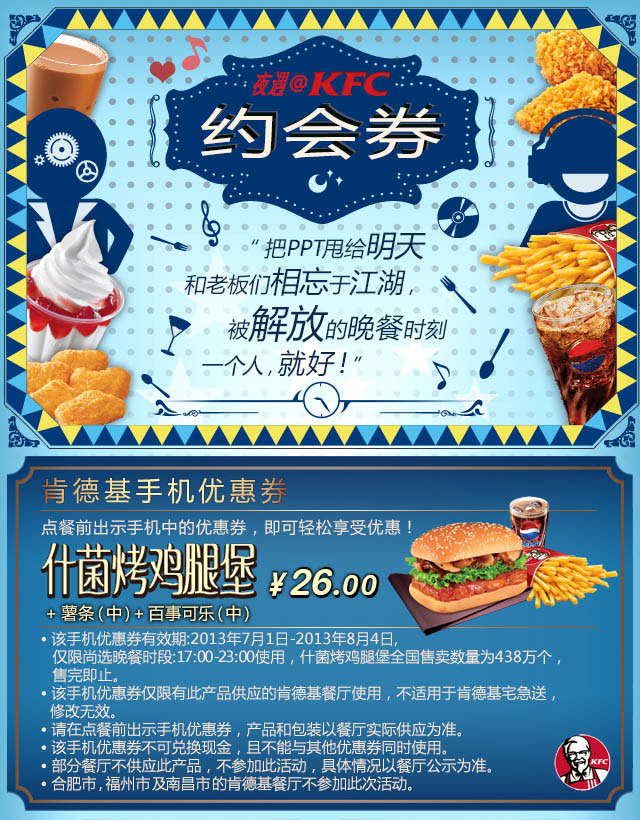 夜遇@KFC
约会券
“把PPT甩给明天
和老板们相忘于江湖，
被解放的晚餐时刻
一个人，就好！”
肯德基手机优惠券
点餐前出示手机中的优惠券，即可轻松享受优惠！
什菌烤鸡腿堡 ¥26.00
+薯条(中)+百事可乐(中)
• 该手机优惠券有效期:2013年7月1日-2013年8月4日,
仅限尚选晚餐时段:17:00-23:00使用，什菌烤鸡腿堡全国售卖数量为438万个，
售完即止。
• 该手机优惠券仅限有此产品供应的肯德基餐厅使用，不适用于肯德基宅急送，
修改无效。
• 请在点餐前出示手机优惠券，产品和包装以餐厅实际供应为准。
• 该手机优惠券不可兑换现金，且不能与其他优惠券同时使用。
• 部分餐厅不供应此产品，不参加此活动，具体情况以餐厅公示为准。
• 合肥市，福州市及南昌市的肯德基餐厅不参加此次活动。
KFC